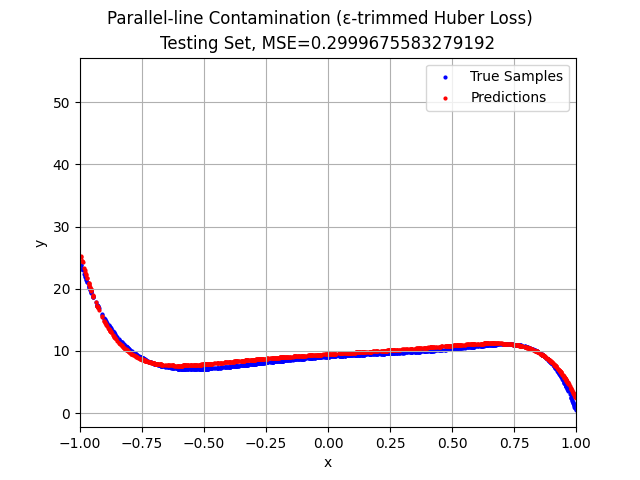 Parallel-line Contamination (ε-trimmed Huber Loss)
Testing Set, MSE=0.2999675583279192
True Samples
Predictions
50
40
30
20
10
0
y
−1.00 −0.75 −0.50 −0.25 0.00 0.25 0.50 0.75 1.00
x